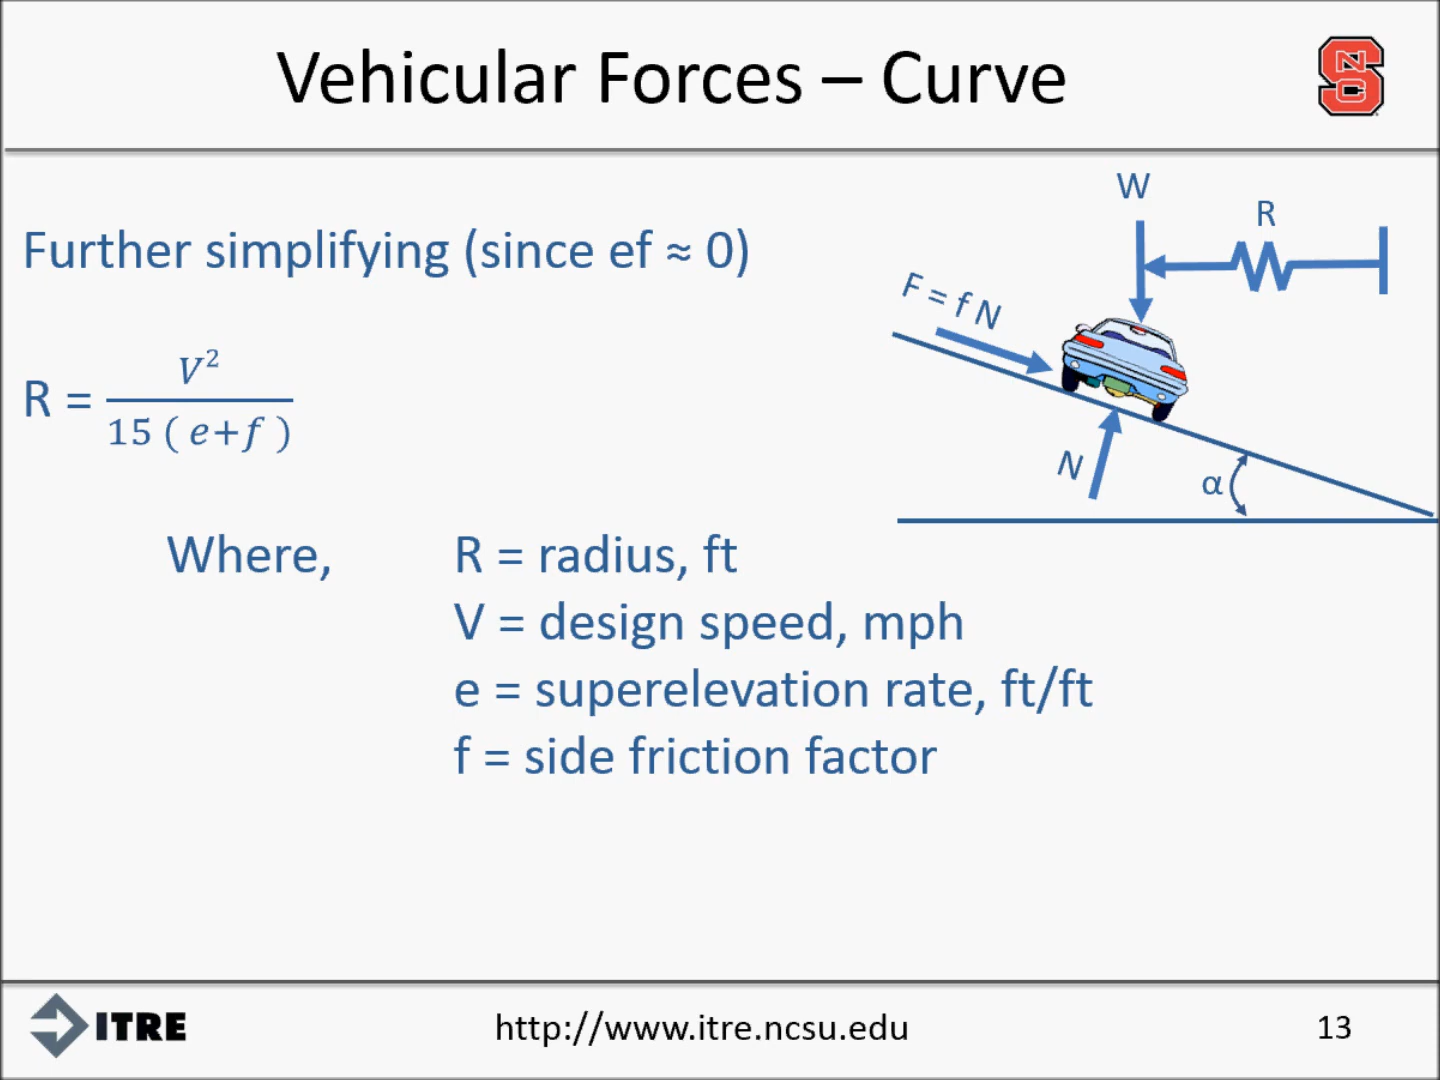 Vehicular Forces – Curve
NC S
Further simplifying (since ef ≈ 0)
R = V² / 15 ( e+f )
W
R
F = f N
N
α
Where, R = radius, ft
V = design speed, mph
e = superelevation rate, ft/ft
f = side friction factor
ITRE
http://www.itre.ncsu.edu
13